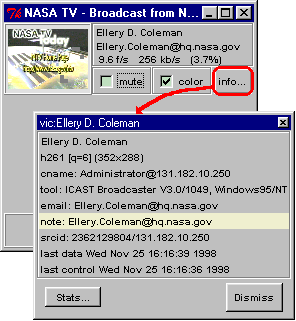 NASA TV - Broadcast from N...
NASA TV
today
Ellery D. Coleman
Ellery.Coleman@hq.nasa.gov
9.6 f/s 256 kb/s (3.7%)
mute
color
info...
vic:Ellery D. Coleman
Ellery D. Coleman
h261 [q=6] (352x288)
cname: Administrator@131.182.10.250
tool: ICAST Broadcaster V3.0/1049, Windows95/NT
email: Ellery.Coleman@hq.nasa.gov
note: Ellery.Coleman@hq.nasa.gov
srcid: 2362129804/131.182.10.250
last data Wed Nov 25 16:16:39 1998
last control Wed Nov 25 16:16:36 1998
Stats...
Dismiss